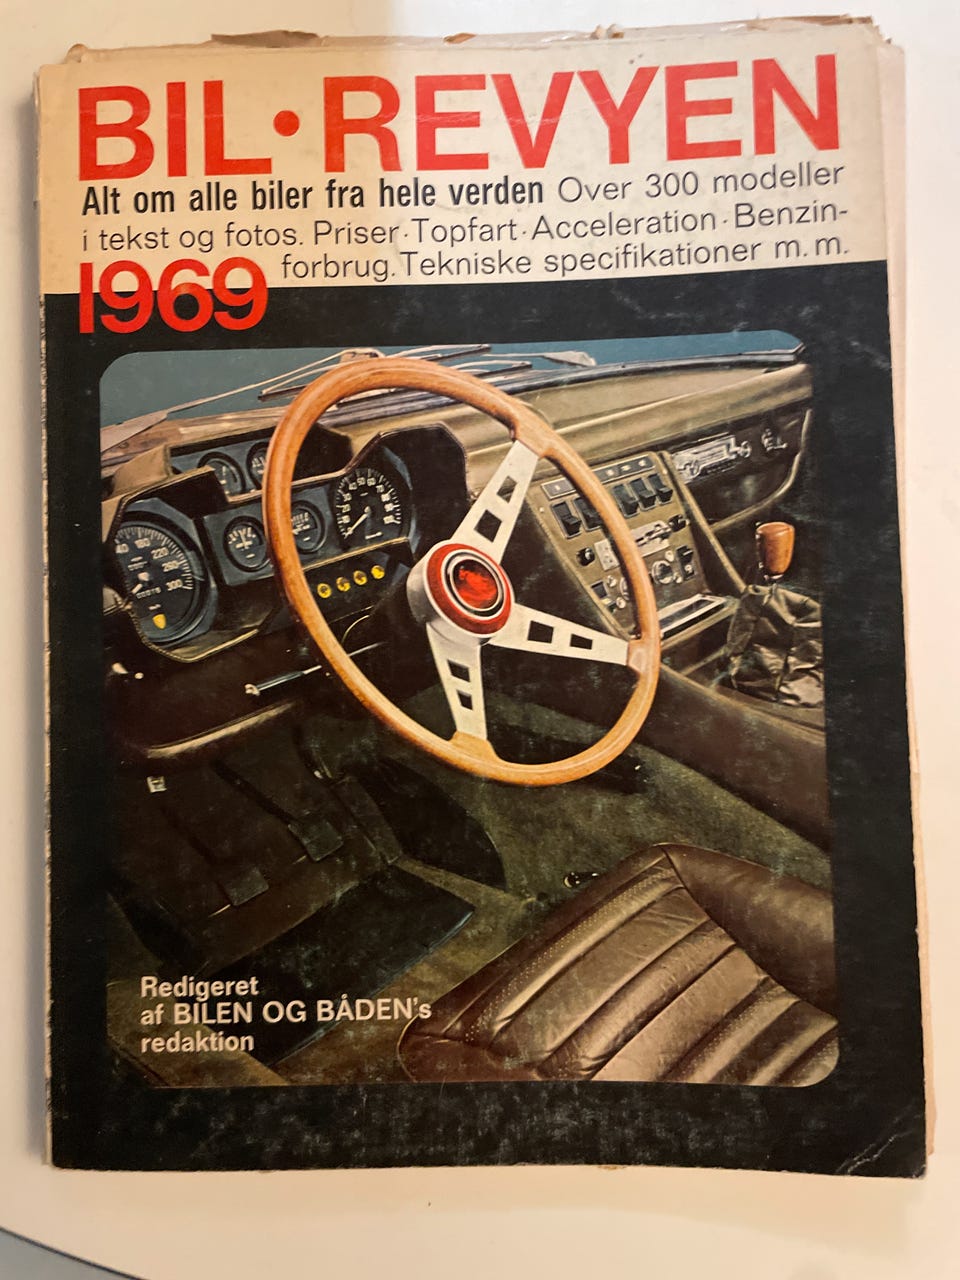 BIL·REVYEN
Alt om alle biler fra hele verden Over 300 modeller
i tekst og fotos. Priser·Topfart·Acceleration·Benzin-
forbrug. Tekniske specifikationer m. m.
1969
Redigeret
af BILEN OG BÅDEN's
redaktion